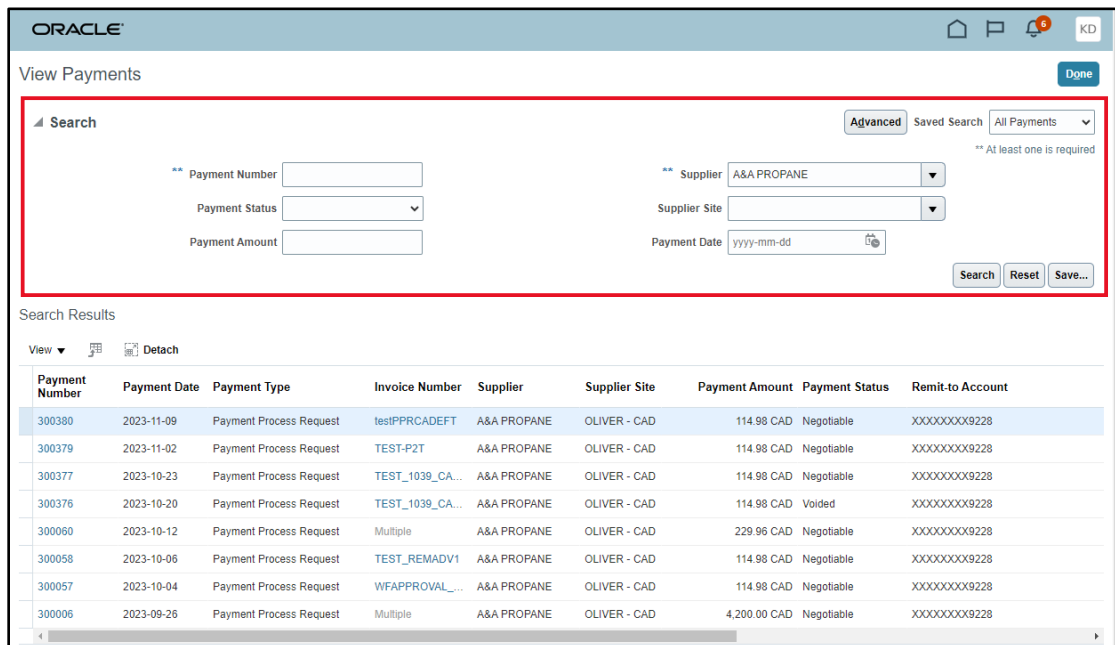 ORACLE
6
KD
View Payments
Done
Search
Advanced Saved Search All Payments
** At least one is required
** Payment Number
** Supplier A&A PROPANE
Payment Status
Supplier Site
Payment Amount
Payment Date yyyy-mm-dd
Search Reset Save...
Search Results
View Detach
Payment Number Payment Date Payment Type Invoice Number Supplier Supplier Site Payment Amount Payment Status Remit-to Account
300380 2023-11-09 Payment Process Request testPPRCADEFT A&A PROPANE OLIVER - CAD 114.98 CAD Negotiable XXXXXXXX9228
300379 2023-11-02 Payment Process Request TEST-P2T A&A PROPANE OLIVER - CAD 114.98 CAD Negotiable XXXXXXXX9228
300377 2023-10-23 Payment Process Request TEST_1039_CA... A&A PROPANE OLIVER - CAD 114.98 CAD Negotiable XXXXXXXX9228
300376 2023-10-20 Payment Process Request TEST_1039_CA... A&A PROPANE OLIVER - CAD 114.98 CAD Voided XXXXXXXX9228
300060 2023-10-12 Payment Process Request Multiple A&A PROPANE OLIVER - CAD 229.96 CAD Negotiable XXXXXXXX9228
300058 2023-10-06 Payment Process Request TEST_REMADV1 A&A PROPANE OLIVER - CAD 114.98 CAD Negotiable XXXXXXXX9228
300057 2023-10-04 Payment Process Request WFAPPROVAL_... A&A PROPANE OLIVER - CAD 114.98 CAD Negotiable XXXXXXXX9228
300006 2023-09-26 Payment Process Request Multiple A&A PROPANE OLIVER - CAD 4,200.00 CAD Negotiable XXXXXXXX9228